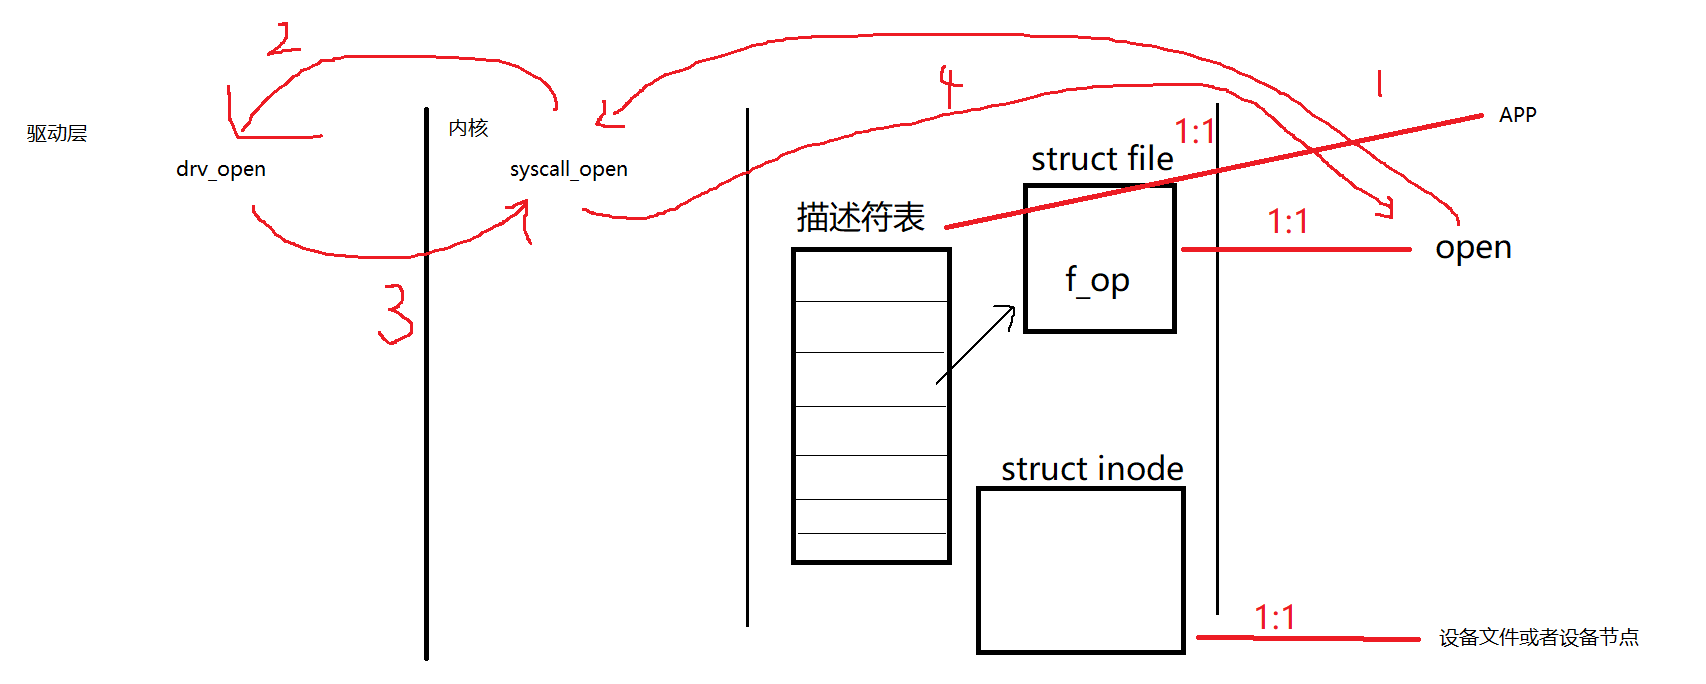 2
4
1
驱动层
内核
APP
1:1
drv_open
syscall_open
struct file
描述符表
1:1
open
f_op
3
struct inode
1:1
设备文件或者设备节点